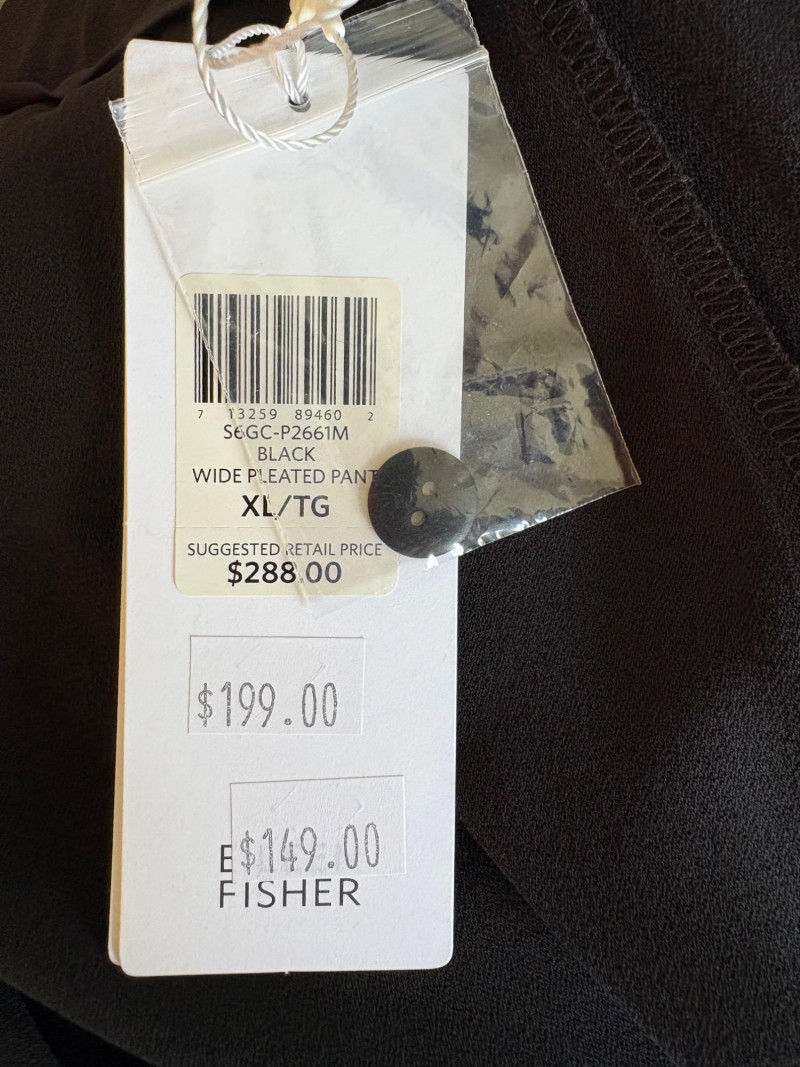 7 13259 89460 2
S6GC-P2661M
BLACK
WIDE PLEATED PANT
XL/TG
SUGGESTED RETAIL PRICE
$288.00
$199.00
$149.00
E
FISHER